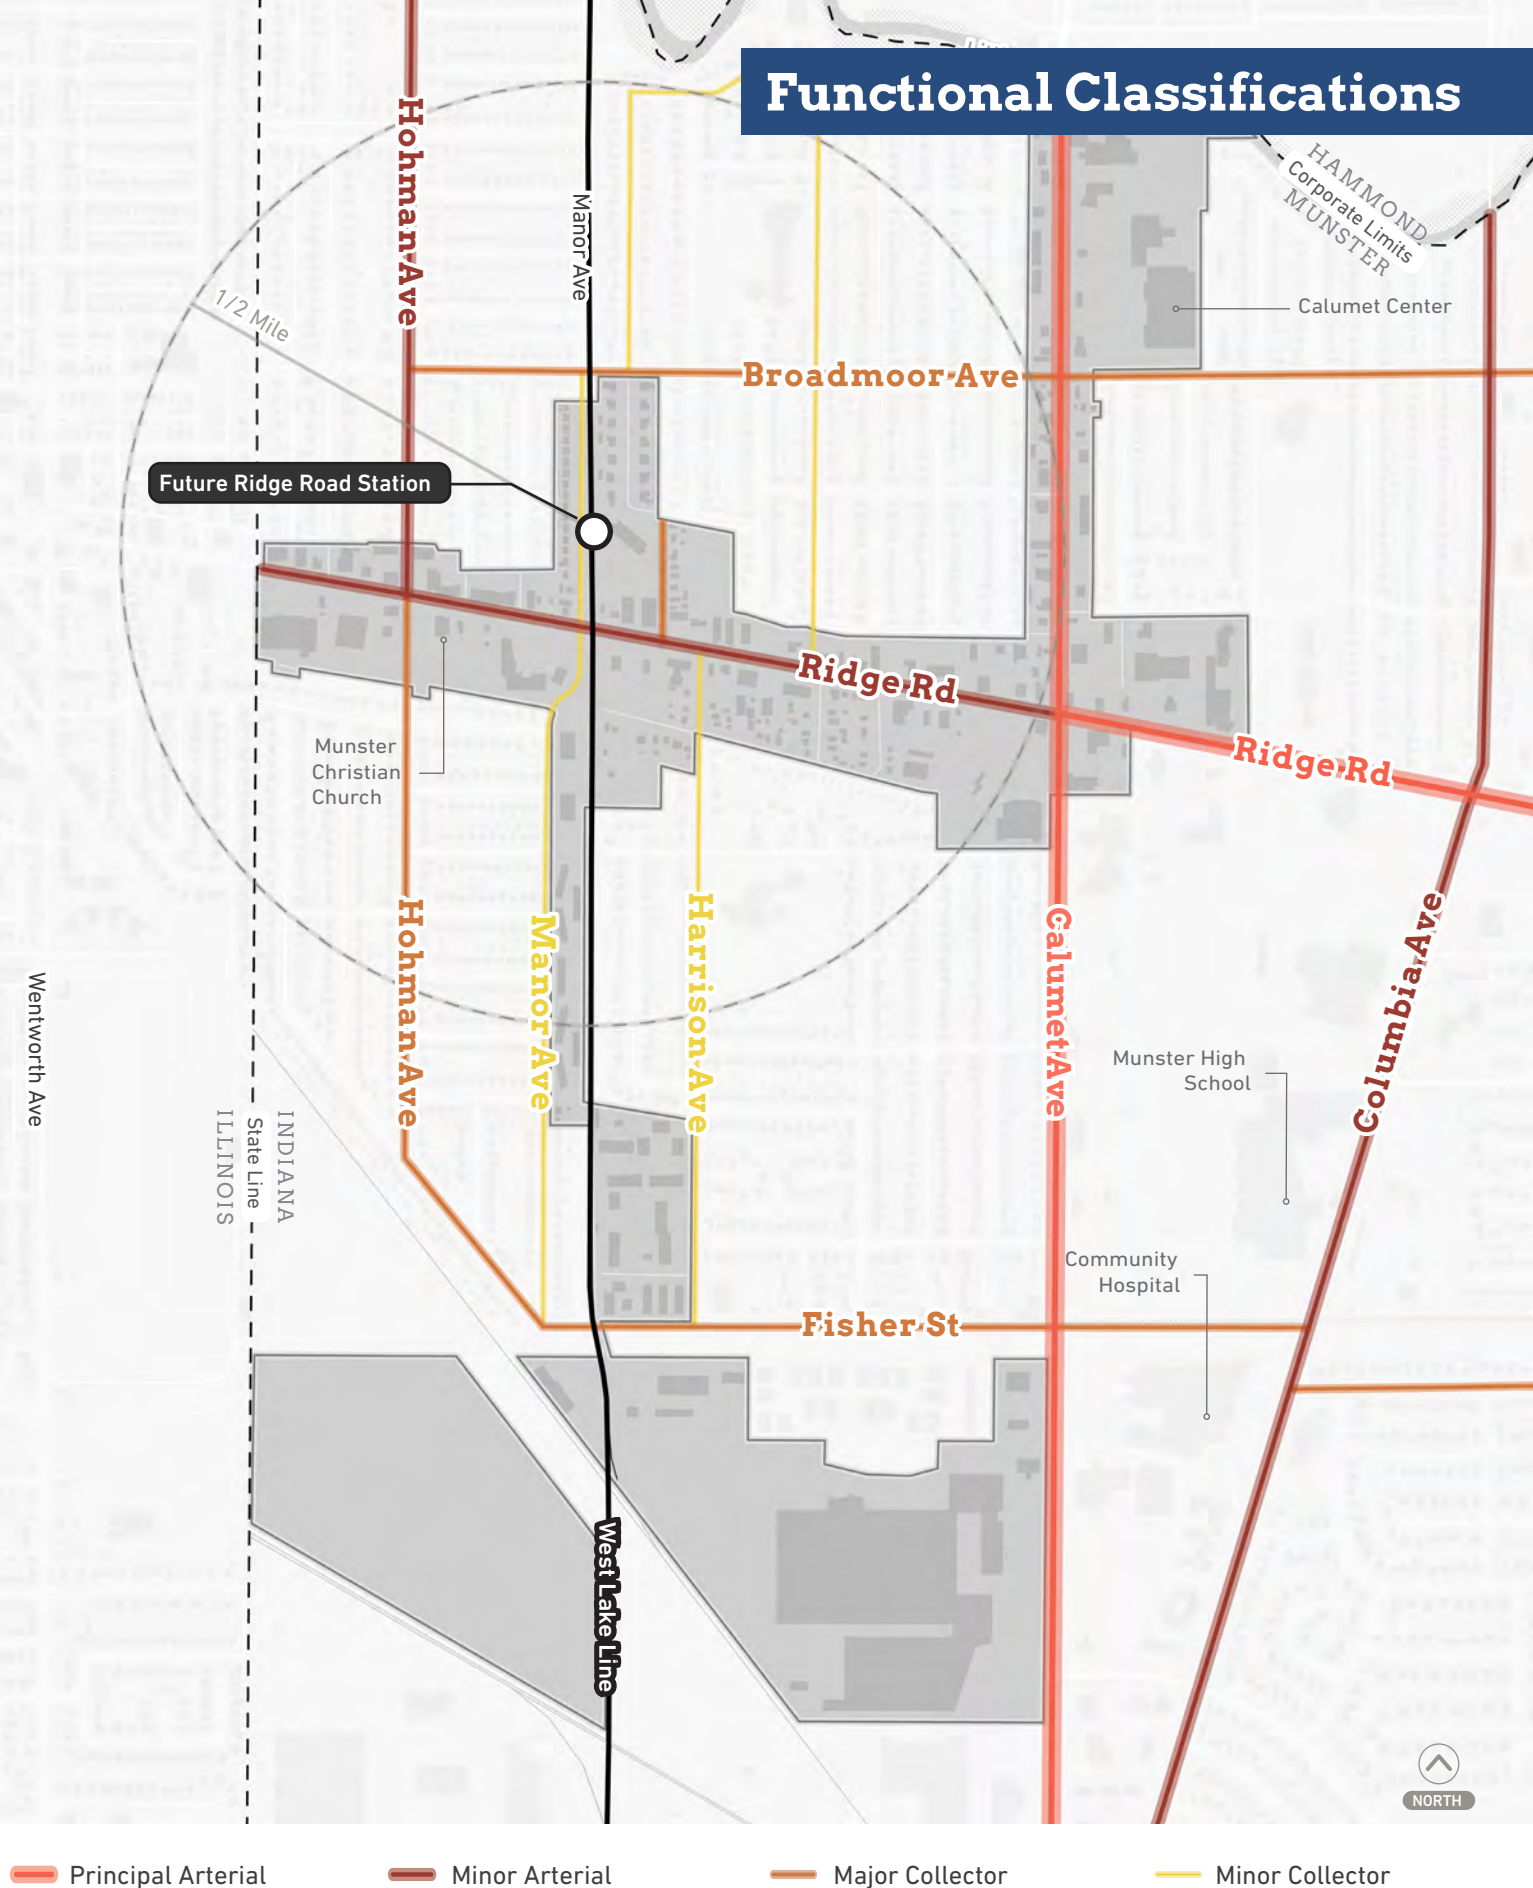 Functional Classifications
HAMMOND
Corporate Limits
MUNSTER
Hohman Ave
Manor Ave
1/2 Mile
Calumet Center
Broadmoor Ave
Future Ridge Road Station
Ridge Rd
Ridge Rd
Munster
Christian
Church
Hohman Ave
Manor Ave
Harrison Ave
Calumet Ave
Columbia Ave
Wentworth Ave
Munster High
School
ILLINOIS
State Line
INDIANA
Community
Hospital
Fisher St
West Lake Line
NORTH
Principal Arterial
Minor Arterial
Major Collector
Minor Collector